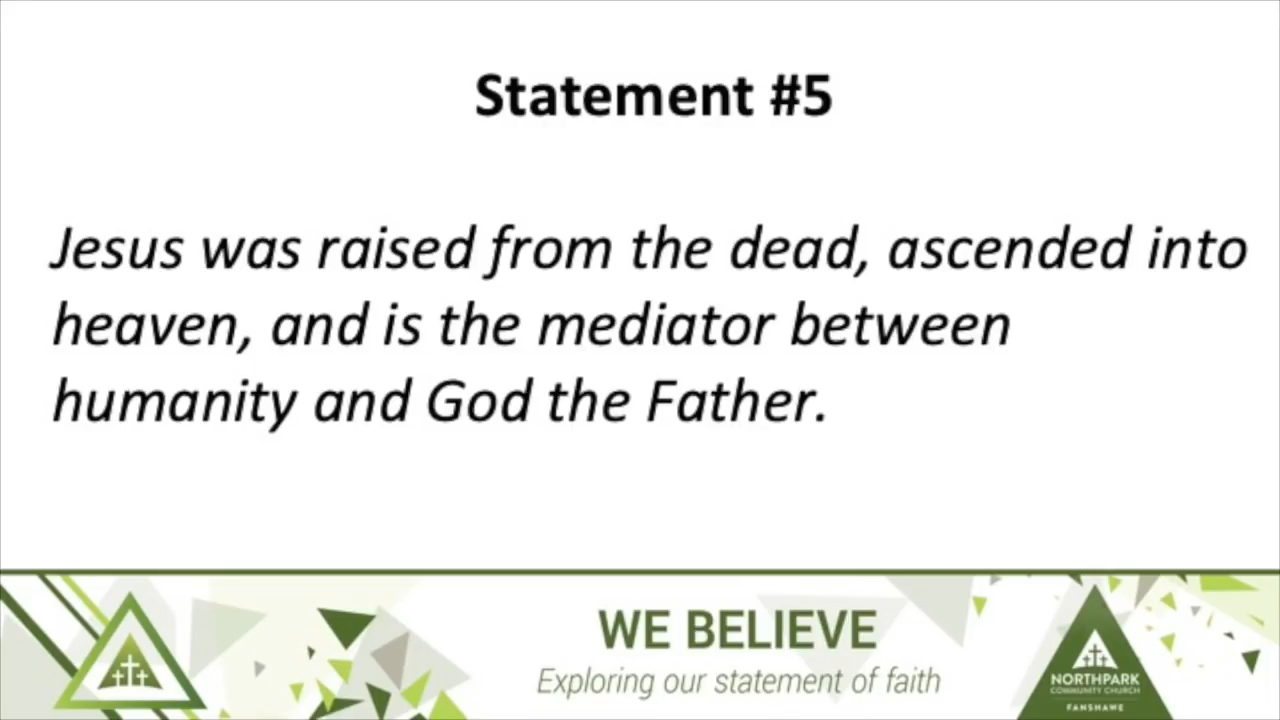 Statement #5
Jesus was raised from the dead, ascended into
heaven, and is the mediator between
humanity and God the Father.
WE BELIEVE
Exploring our statement of faith
NORTHPARK
COMMUNITY CHURCH
FANSHAWE